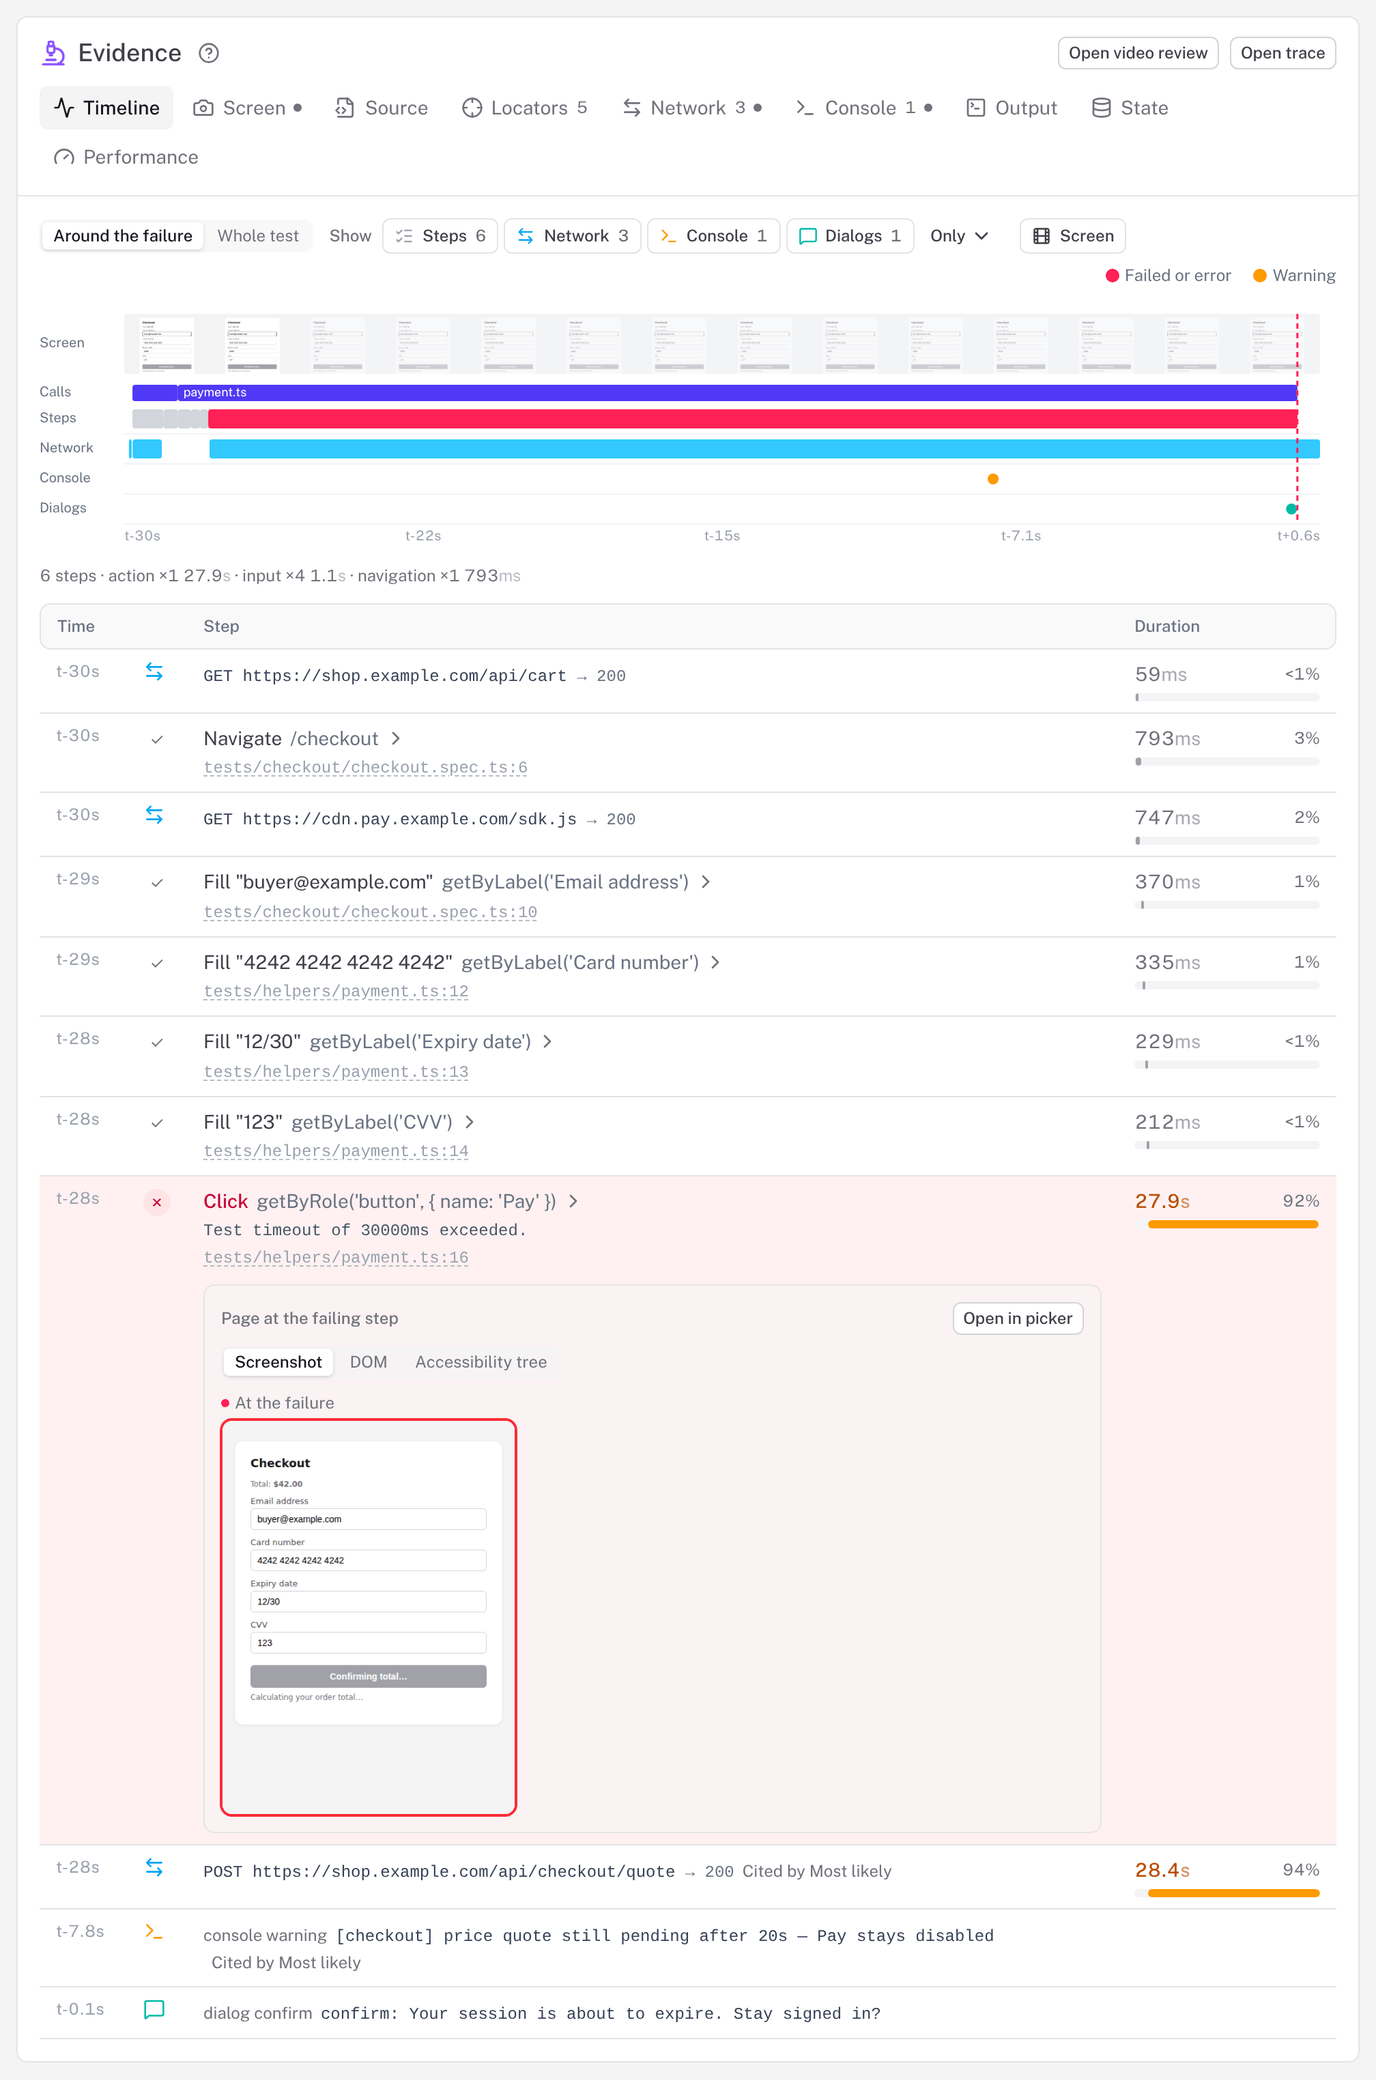 Evidence
Open video review
Open trace
Timeline
Screen
Source
Locators 5
Network 3
Console 1
Output
State
Performance
Around the failure
Whole test
Show
Steps 6
Network 3
Console 1
Dialogs 1
Only
Screen
Failed or error
Warning
Screen
Calls
payment.ts
Steps
Network
Console
Dialogs
t-30s
t-22s
t-15s
t-7.1s
t+0.6s
6 steps · action ×1 27.9s · input ×4 1.1s · navigation ×1 793ms
Time
Step
Duration
t-30s
GET https://shop.example.com/api/cart → 200
59ms
<1%
t-30s
Navigate /checkout
793ms
3%
tests/checkout/checkout.spec.ts:6
t-30s
GET https://cdn.pay.example.com/sdk.js → 200
747ms
2%
t-29s
Fill "buyer@example.com" getByLabel('Email address')
370ms
1%
tests/checkout/checkout.spec.ts:10
t-29s
Fill "4242 4242 4242 4242" getByLabel('Card number')
335ms
1%
tests/helpers/payment.ts:12
t-28s
Fill "12/30" getByLabel('Expiry date')
229ms
<1%
tests/helpers/payment.ts:13
t-28s
Fill "123" getByLabel('CVV')
212ms
<1%
tests/helpers/payment.ts:14
t-28s
Click getByRole('button', { name: 'Pay' })
27.9s
92%
Test timeout of 30000ms exceeded.
tests/helpers/payment.ts:16
Page at the failing step
Open in picker
Screenshot
DOM
Accessibility tree
At the failure
Checkout
Total: $42.00
Email address
buyer@example.com
Card number
4242 4242 4242 4242
Expiry date
12/30
CVV
123
Confirming total...
Calculating your order total...
t-28s
POST https://shop.example.com/api/checkout/quote → 200 Cited by Most likely
28.4s
94%
t-7.8s
console warning [checkout] price quote still pending after 20s — Pay stays disabled
Cited by Most likely
t-0.1s
dialog confirm confirm: Your session is about to expire. Stay signed in?